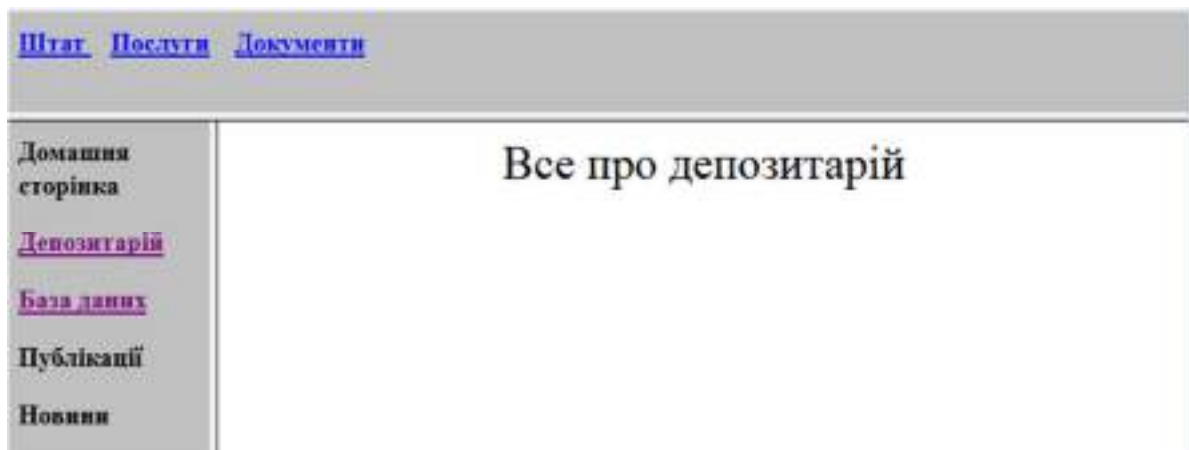 Штат Послуги Документи
Домашня
сторінка
Все про депозитарій
Депозитарій
База даних
Публікації
Новини